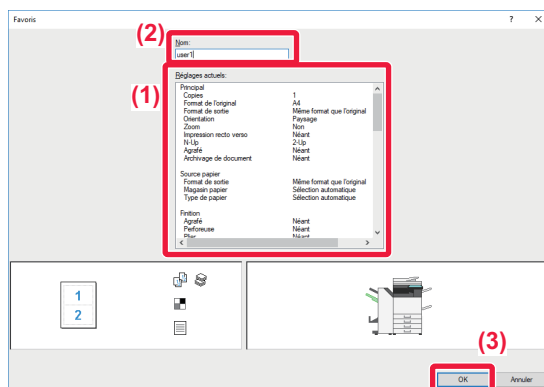 Favoris ? ×
(2)
Nom:
user1
(1)
Réglages actuels:
Principal
Copies 1
Format de l'original A4
Format de sortie Même format que l'original
Orientation Paysage
Zoom Non
Impression recto verso Néant
N-Up 2-Up
Agrafé Néant
Archivage de document Néant
Source papier
Format de sortie Même format que l'original
Magasin papier Sélection automatique
Type de papier Sélection automatique
Finition
Agrafé Néant
Perforeuse Néant
Plier Néant
1
2
(3)
OK Annuler